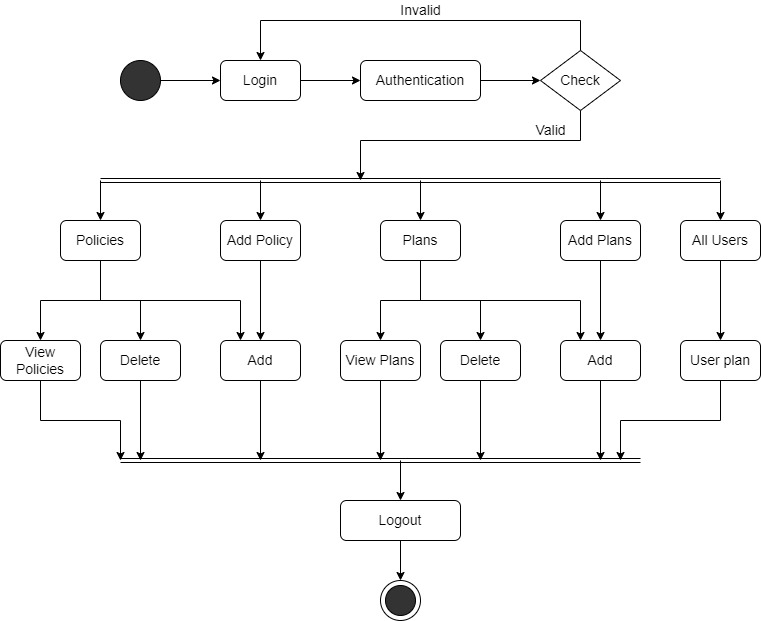 Invalid
Login
Authentication
Check
Valid
Policies
Add Policy
Plans
Add Plans
All Users
View
Policies
Delete
Add
View Plans
Delete
Add
User plan
Logout